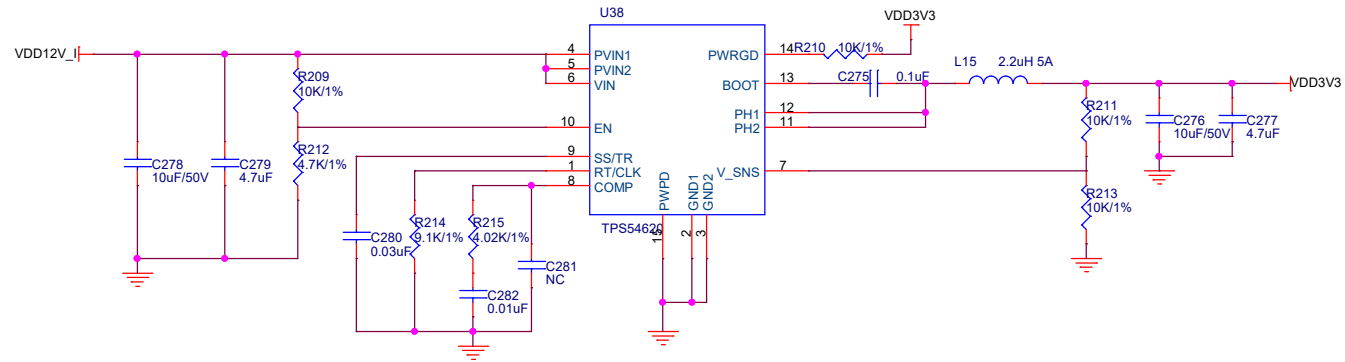 U38
VDD3V3
VDD12V_I
4
PVIN1
5
PVIN2
6
VIN
PWRGD
14
R210
10K/1%
R209
10K/1%
BOOT
13
C275
0.1uF
L15
2.2uH 5A
VDD3V3
PH1
12
PH2
11
R211
10K/1%
C276
10uF/50V
C277
4.7uF
10
EN
R212
4.7K/1%
C278
10uF/50V
C279
4.7uF
9
SS/TR
1
RT/CLK
8
COMP
V_SNS
7
PWPD
GND1
GND2
R213
10K/1%
TPS54620
15
2
3
R214
9.1K/1%
R215
4.02K/1%
C280
0.03uF
C281
NC
C282
0.01uF